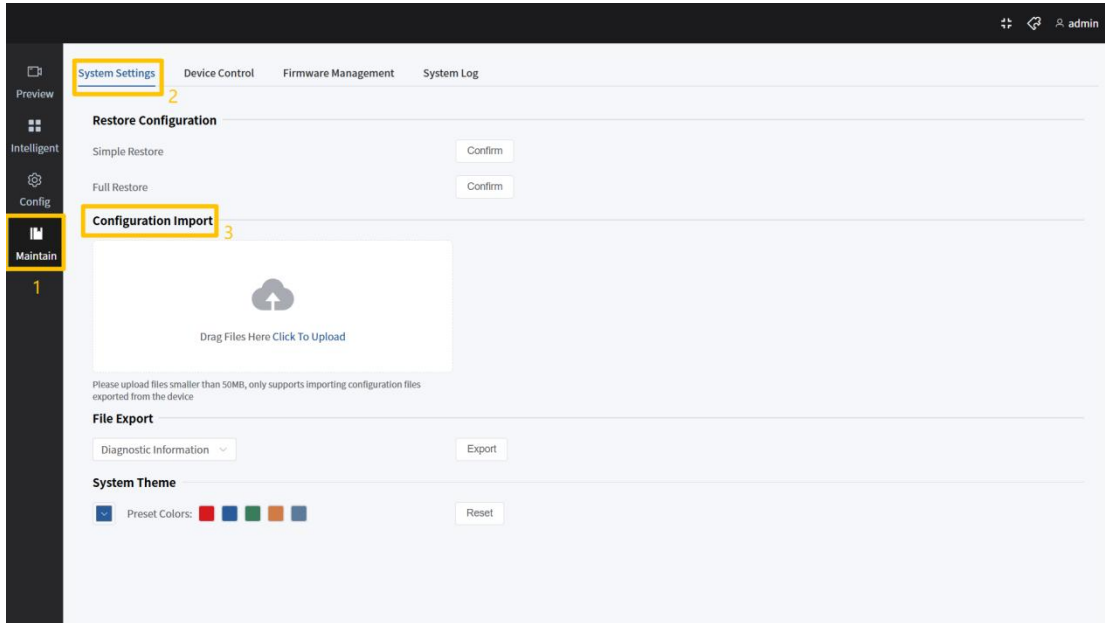 admin
Preview
Intelligent
Config
Maintain
1
System Settings Device Control Firmware Management System Log
2
Restore Configuration
Simple Restore Confirm
Full Restore Confirm
Configuration Import
3
Drag Files Here Click To Upload
Please upload files smaller than 50MB, only supports importing configuration files
exported from the device
File Export
Diagnostic Information Export
System Theme
Preset Colors: Reset